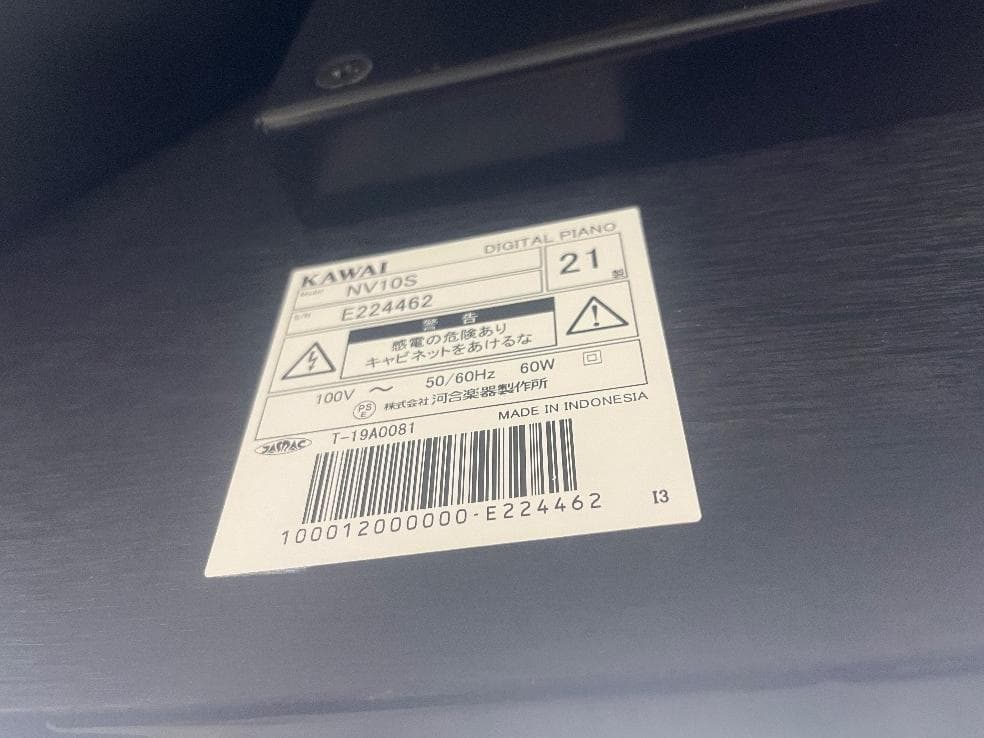 KAWAI DIGITAL PIANO
Model NV10S
21製
S/N E224462
警告
感電の危険あり
キャビネットをあけるな
100V ～ 50/60Hz 60W
PS E 株式会社 河合楽器製作所
JASRAC T-19A0081 MADE IN INDONESIA
100012000000-E224462
I3